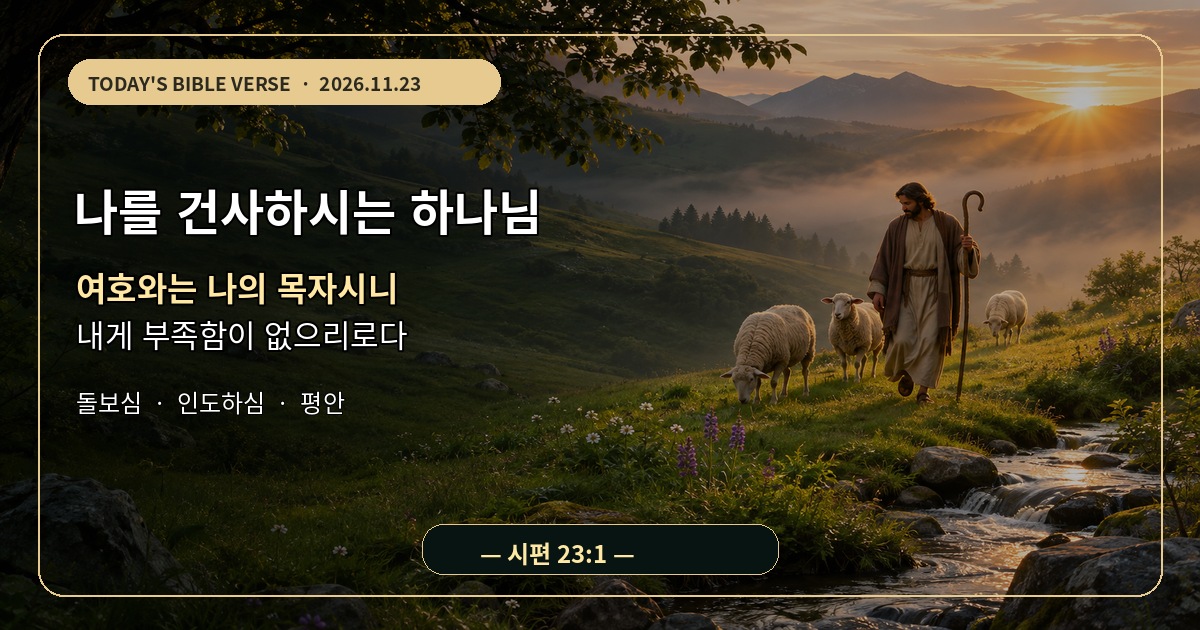 TODAY'S BIBLE VERSE · 2026.11.23
나를 건사하시는 하나님
여호와는 나의 목자시니
내게 부족함이 없으리로다
돌보심 · 인도하심 · 평안
— 시편 23:1 —